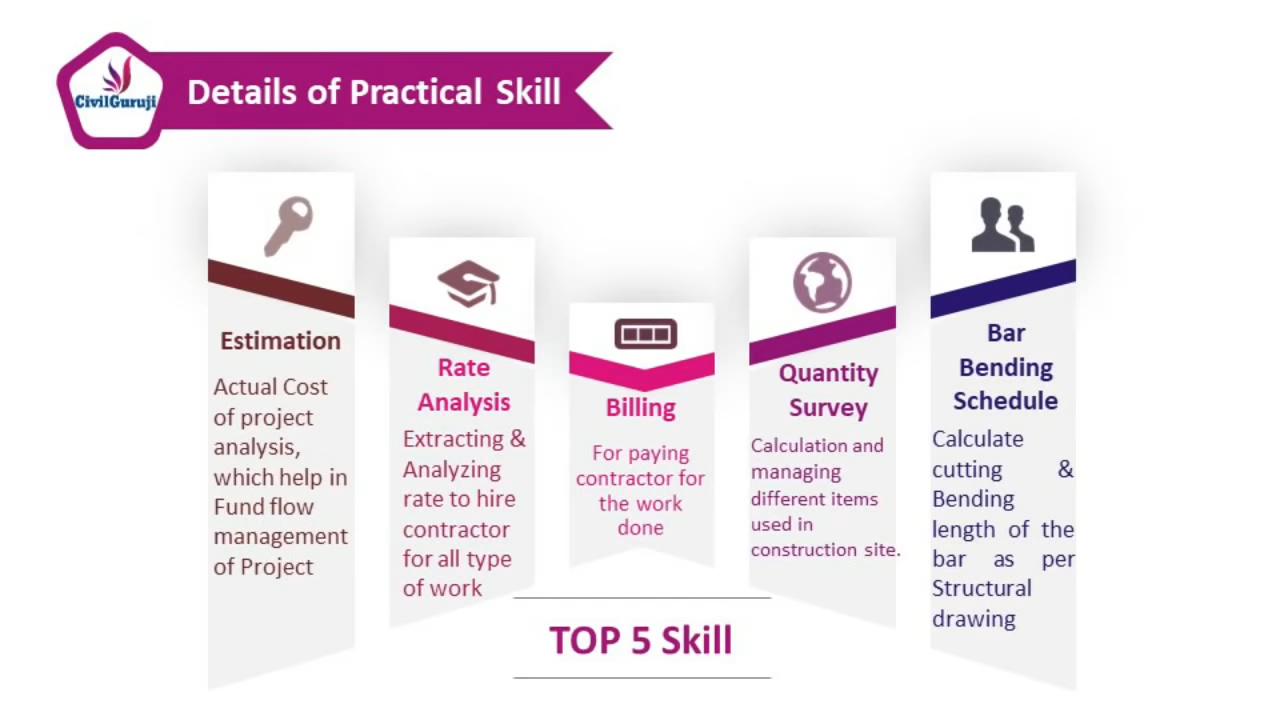 CivilGuruji
Details of Practical Skill
Estimation
Actual Cost
of project
analysis,
which help in
Fund flow
management
of Project
Rate
Analysis
Extracting &
Analyzing
rate to hire
contractor
for all type
of work
Billing
For paying
contractor for
the work
done
Quantity
Survey
Calculation and
managing
different items
used in
construction site.
Bar
Bending
Schedule
Calculate
cutting &
Bending
length of the
bar as per
Structural
drawing
TOP 5 Skill